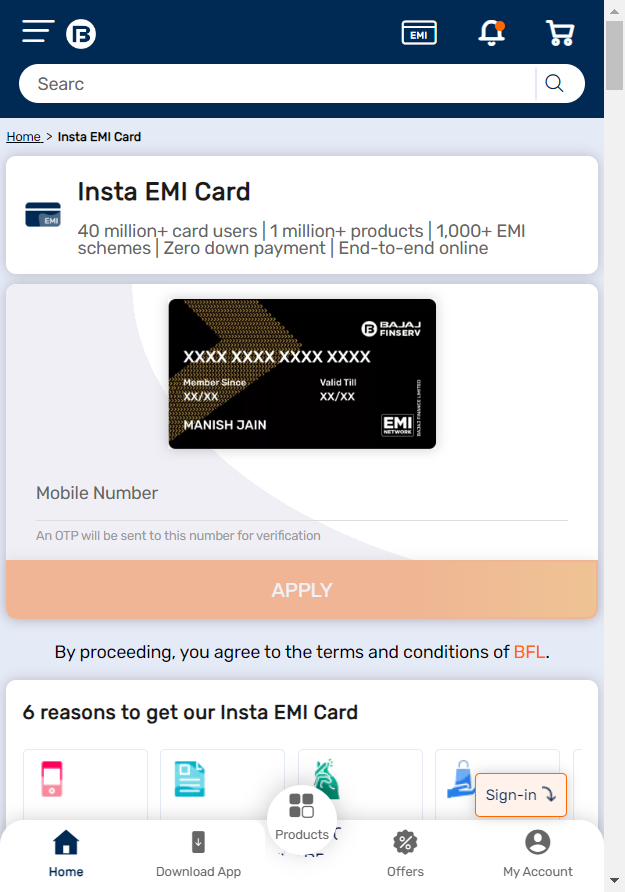 EMI
Searc
Home > Insta EMI Card
Insta EMI Card
EMI
40 million+ card users | 1 million+ products | 1,000+ EMI
schemes | Zero down payment | End-to-end online
BAJAJ
FINSERV
XXXX XXXX XXXX XXXX
Member Since
Valid Till
XX/XX
XX/XX
MANISH JAIN
EMI
NETWORK
BAJAJ FINANCE LIMITED
Mobile Number
An OTP will be sent to this number for verification
APPLY
By proceeding, you agree to the terms and conditions of BFL.
6 reasons to get our Insta EMI Card
Sign-in
Products
Home
Download App
Offers
My Account